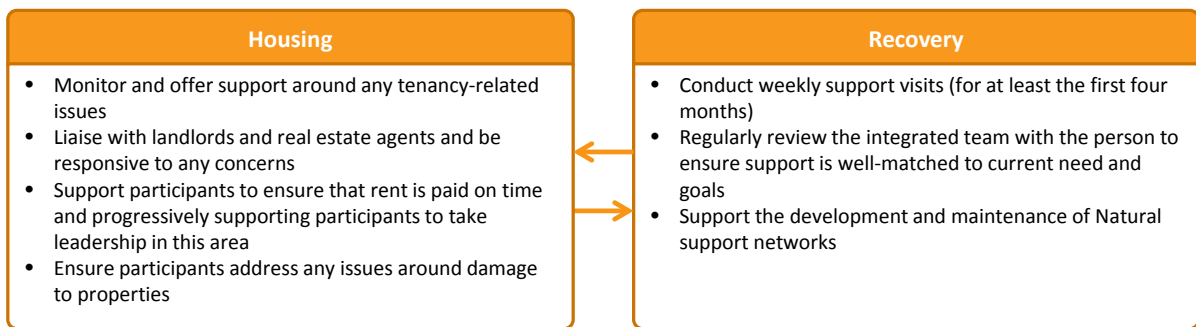 Housing
• Monitor and offer support around any tenancy-related
issues
• Liaise with landlords and real estate agents and be
responsive to any concerns
• Support participants to ensure that rent is paid on time
and progressively supporting participants to take
leadership in this area
• Ensure participants address any issues around damage
to properties
Recovery
• Conduct weekly support visits (for at least the first four
months)
• Regularly review the integrated team with the person to
ensure support is well-matched to current need and
goals
• Support the development and maintenance of Natural
support networks